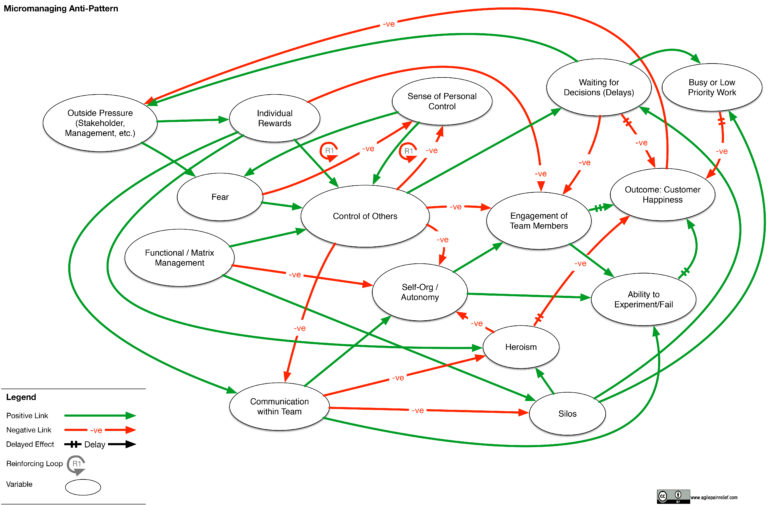 Micromanaging Anti-Pattern
-ve
Outside Pressure
(Stakeholder,
Management, etc.)
Individual
Rewards
Sense of Personal
Control
Waiting for
Decisions (Delays)
Busy or Low
Priority Work
R1
-ve
R1
-ve
-ve
-ve
-ve
-ve
Fear
Control of Others
-ve
Engagement of
Team Members
Outcome: Customer
Happiness
Functional / Matrix
Management
-ve
-ve
Self-Org /
Autonomy
-ve
Ability to
Experiment/Fail
-ve
-ve
Heroism
-ve
Communication
within Team
-ve
Silos
Legend
Positive Link
Negative Link
-ve
Delayed Effect
Delay
Reinforcing Loop
R1
Variable
cc
www.agilepainrelief.com